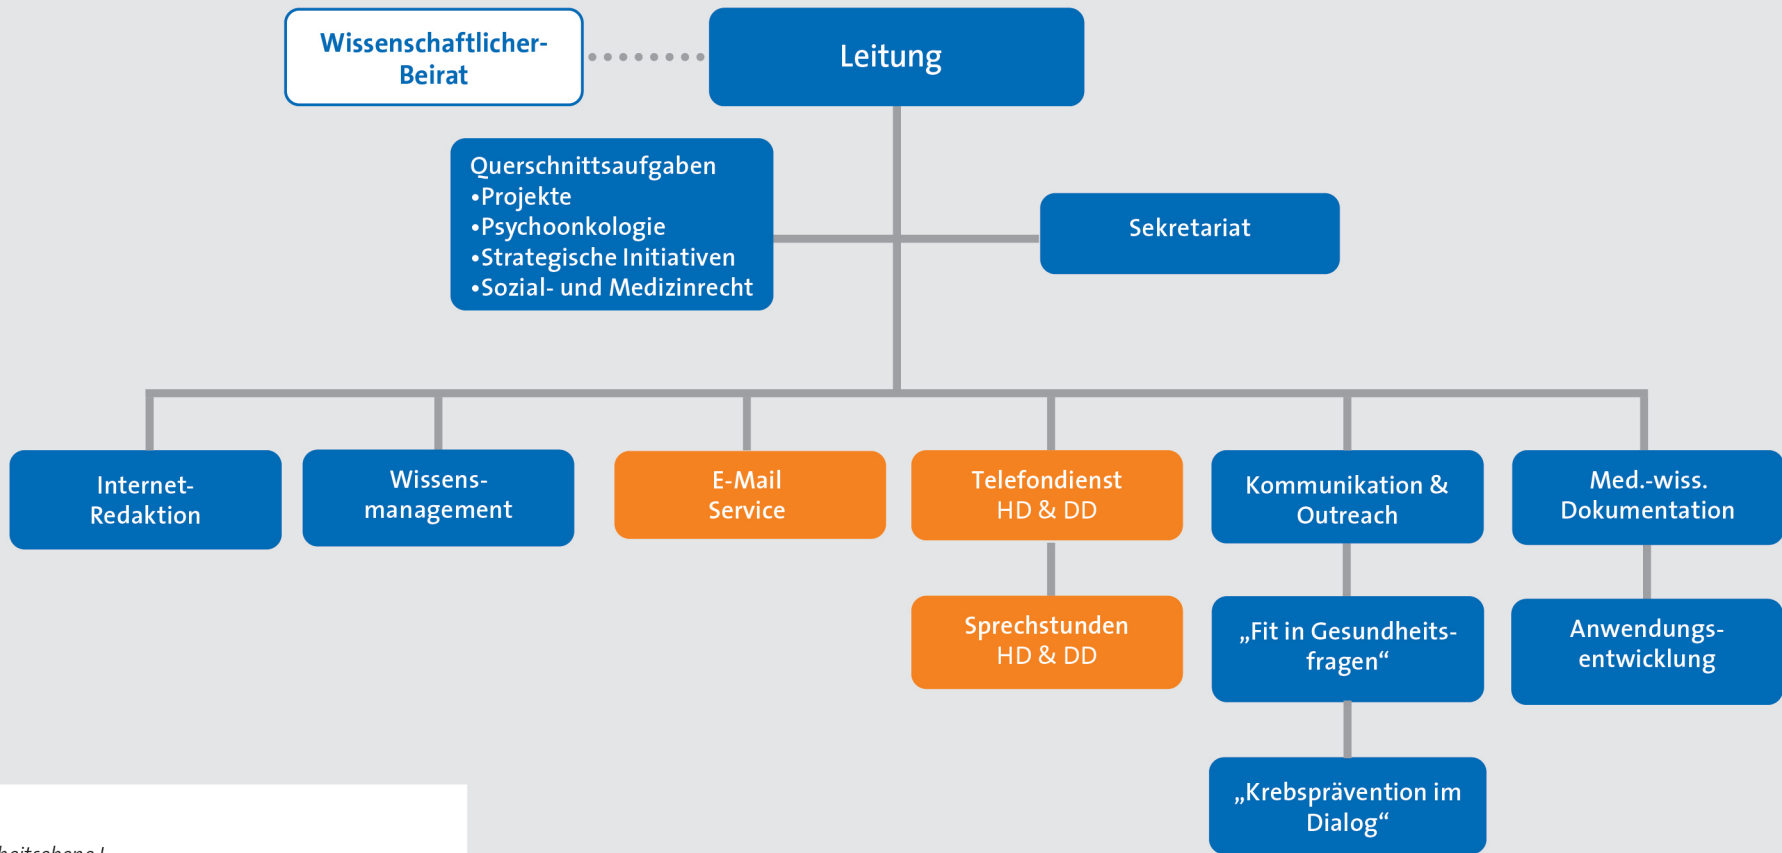 Wissenschaftlicher-
Beirat
Leitung
Querschnittsaufgaben
•Projekte
•Psychoonkologie
•Strategische Initiativen
•Sozial- und Medizinrecht
Sekretariat
Internet-
Redaktion
Wissens-
management
E-Mail
Service
Telefondienst
HD & DD
Kommunikation &
Outreach
Med.-wiss.
Dokumentation
Sprechstunden
HD & DD
„Fit in Gesundheits-
fragen“
Anwendungs-
entwicklung
„Krebsprävention im
Dialog“